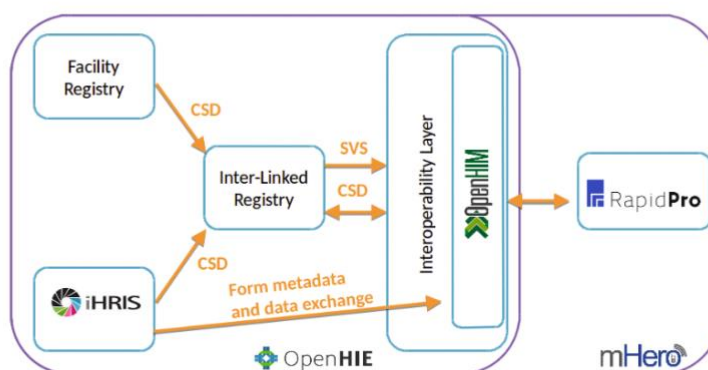 Facility
Registry
CSD
Inter-Linked
Registry
SVS
CSD
Interoperability Layer
OpenHIM
RapidPro
CSD
iHRIS
Form metadata
and data exchange
OpenHIE
mHero